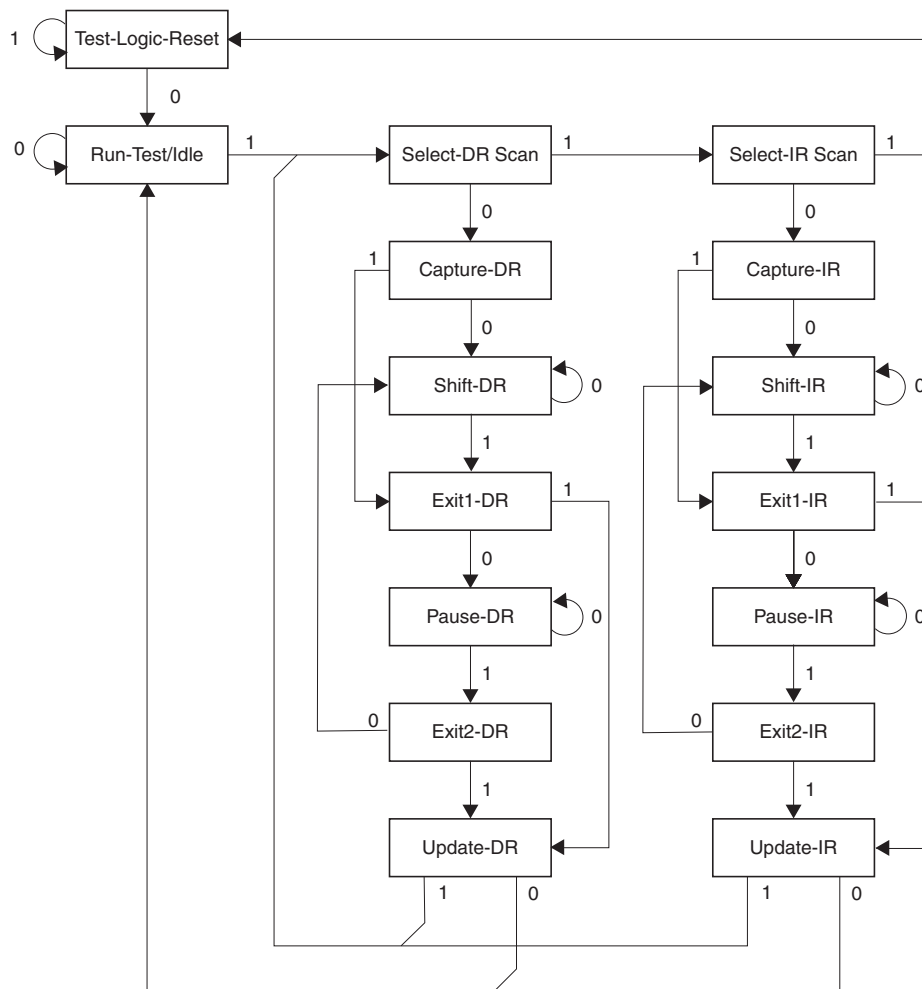 Test-Logic-Reset
1
0
Run-Test/Idle
0
1
Select-DR Scan
1
Select-IR Scan
1
0
0
1
Capture-DR
1
Capture-IR
0
0
Shift-DR
0
Shift-IR
0
1
1
Exit1-DR
1
Exit1-IR
1
0
0
Pause-DR
0
Pause-IR
0
1
1
0
Exit2-DR
0
Exit2-IR
1
1
Update-DR
Update-IR
1
0
1
0